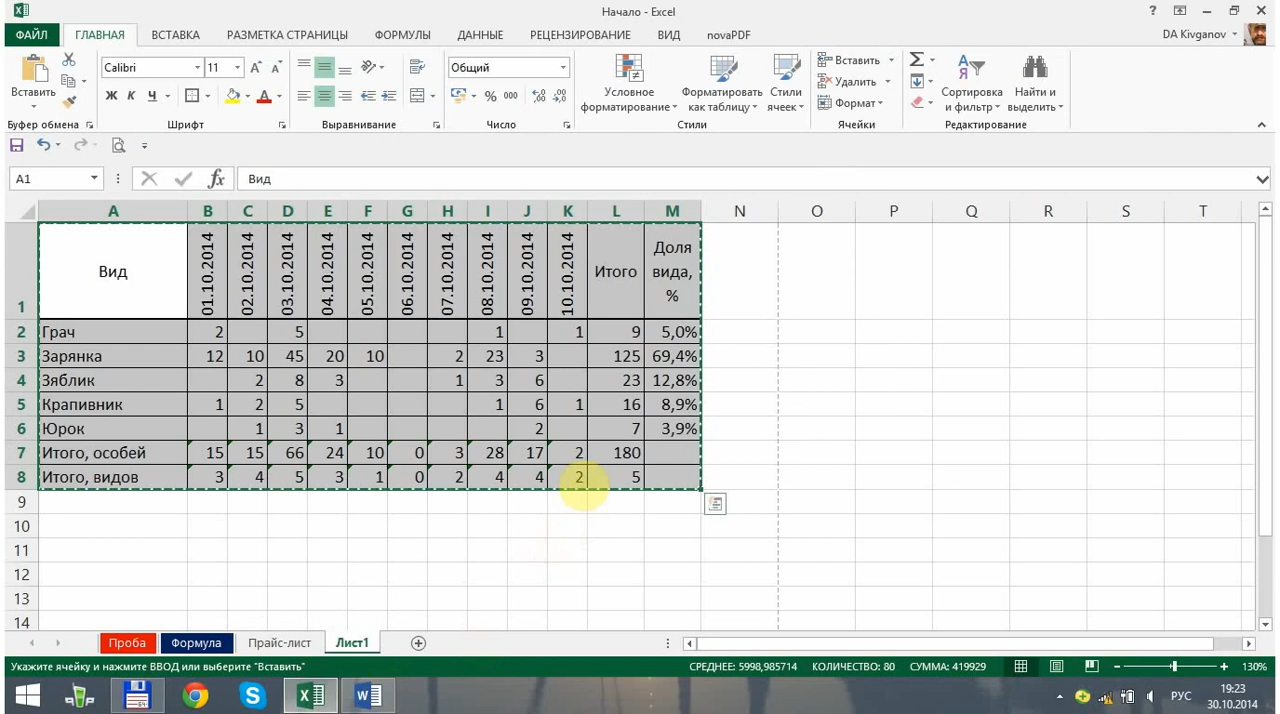 Начало - Excel
ФАЙЛ ГЛАВНАЯ ВСТАВКА РАЗМЕТКА СТРАНИЦЫ ФОРМУЛЫ ДАННЫЕ РЕЦЕНЗИРОВАНИЕ ВИД novaPDF DA Kivganov
Вставить
Calibri 11
Ж К Ч
Общий
% 000
Условное форматирование
Форматировать как таблицу
Стили ячеек
Вставить
Удалить
Формат
Сортировка и фильтр
Найти и выделить
Буфер обмена Шрифт Выравнивание Число Стили Ячейки Редактирование
A1 fx Вид
A B C D E F G H I J K L M N O P Q R S T
1 Вид 01.10.2014 02.10.2014 03.10.2014 04.10.2014 05.10.2014 06.10.2014 07.10.2014 08.10.2014 09.10.2014 10.10.2014 Итого Доля вида, %
2 Грач 2 5 1 1 9 5,0%
3 Зарянка 12 10 45 20 10 2 23 3 125 69,4%
4 Зяблик 2 8 3 1 3 6 23 12,8%
5 Крапивник 1 2 5 1 6 1 16 8,9%
6 Юрок 1 3 1 2 7 3,9%
7 Итого, особей 15 15 66 24 10 0 3 28 17 2 180
8 Итого, видов 3 4 5 3 1 0 2 4 4 2 5
9
10
11
12
13
14
Проба Формула Прайс-лист Лист1
Укажите ячейку и нажмите ВВОД или выберите "Вставить" СРЕДНЕЕ: 5998,985714 КОЛИЧЕСТВО: 80 СУММА: 419929 130%
РУС 19:23
30.10.2014